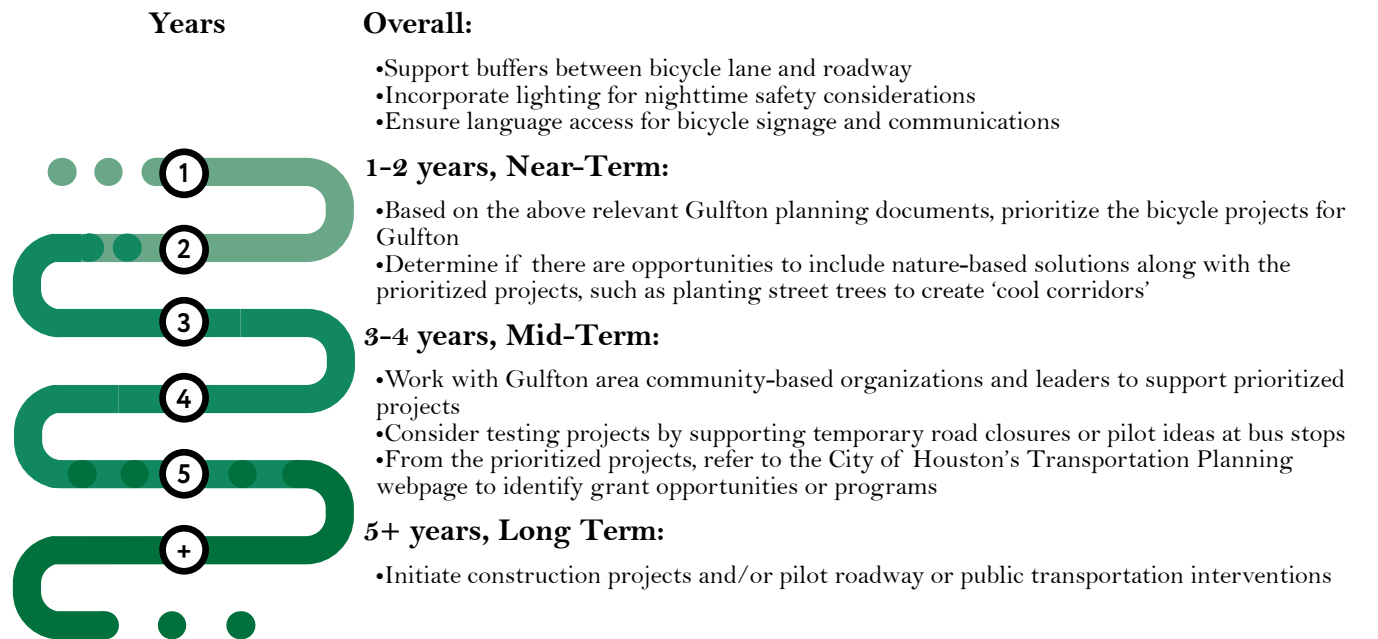 Years
Overall:
•Support buffers between bicycle lane and roadway
•Incorporate lighting for nighttime safety considerations
•Ensure language access for bicycle signage and communications
1
1-2 years, Near-Term:
•Based on the above relevant Gulfton planning documents, prioritize the bicycle projects for
Gulfton
2
•Determine if there are opportunities to include nature-based solutions along with the
prioritized projects, such as planting street trees to create ‘cool corridors’
3
3-4 years, Mid-Term:
•Work with Gulfton area community-based organizations and leaders to support prioritized
projects
4
•Consider testing projects by supporting temporary road closures or pilot ideas at bus stops
•From the prioritized projects, refer to the City of Houston’s Transportation Planning
webpage to identify grant opportunities or programs
5
5+ years, Long Term:
+
•Initiate construction projects and/or pilot roadway or public transportation interventions